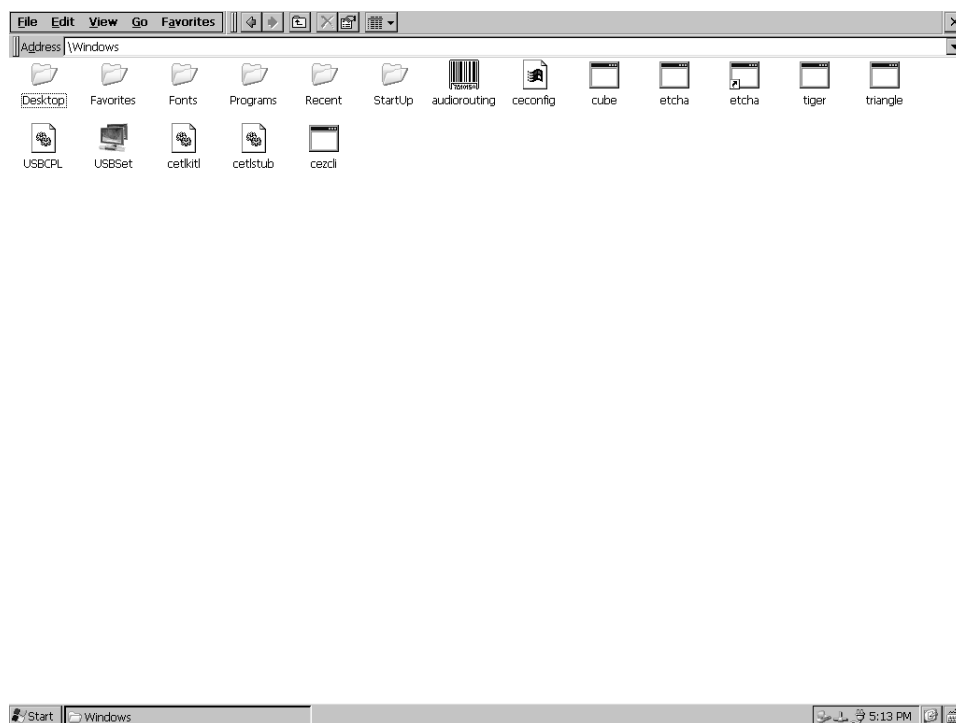 File Edit View Go Favorites
Address \Windows
Desktop Favorites Fonts Programs Recent StartUp audiorouting ceconfig cube etcha etcha tiger triangle
USBCPL USBSet cetlkitl cetlstub cezcli
Start Windows 5:13 PM